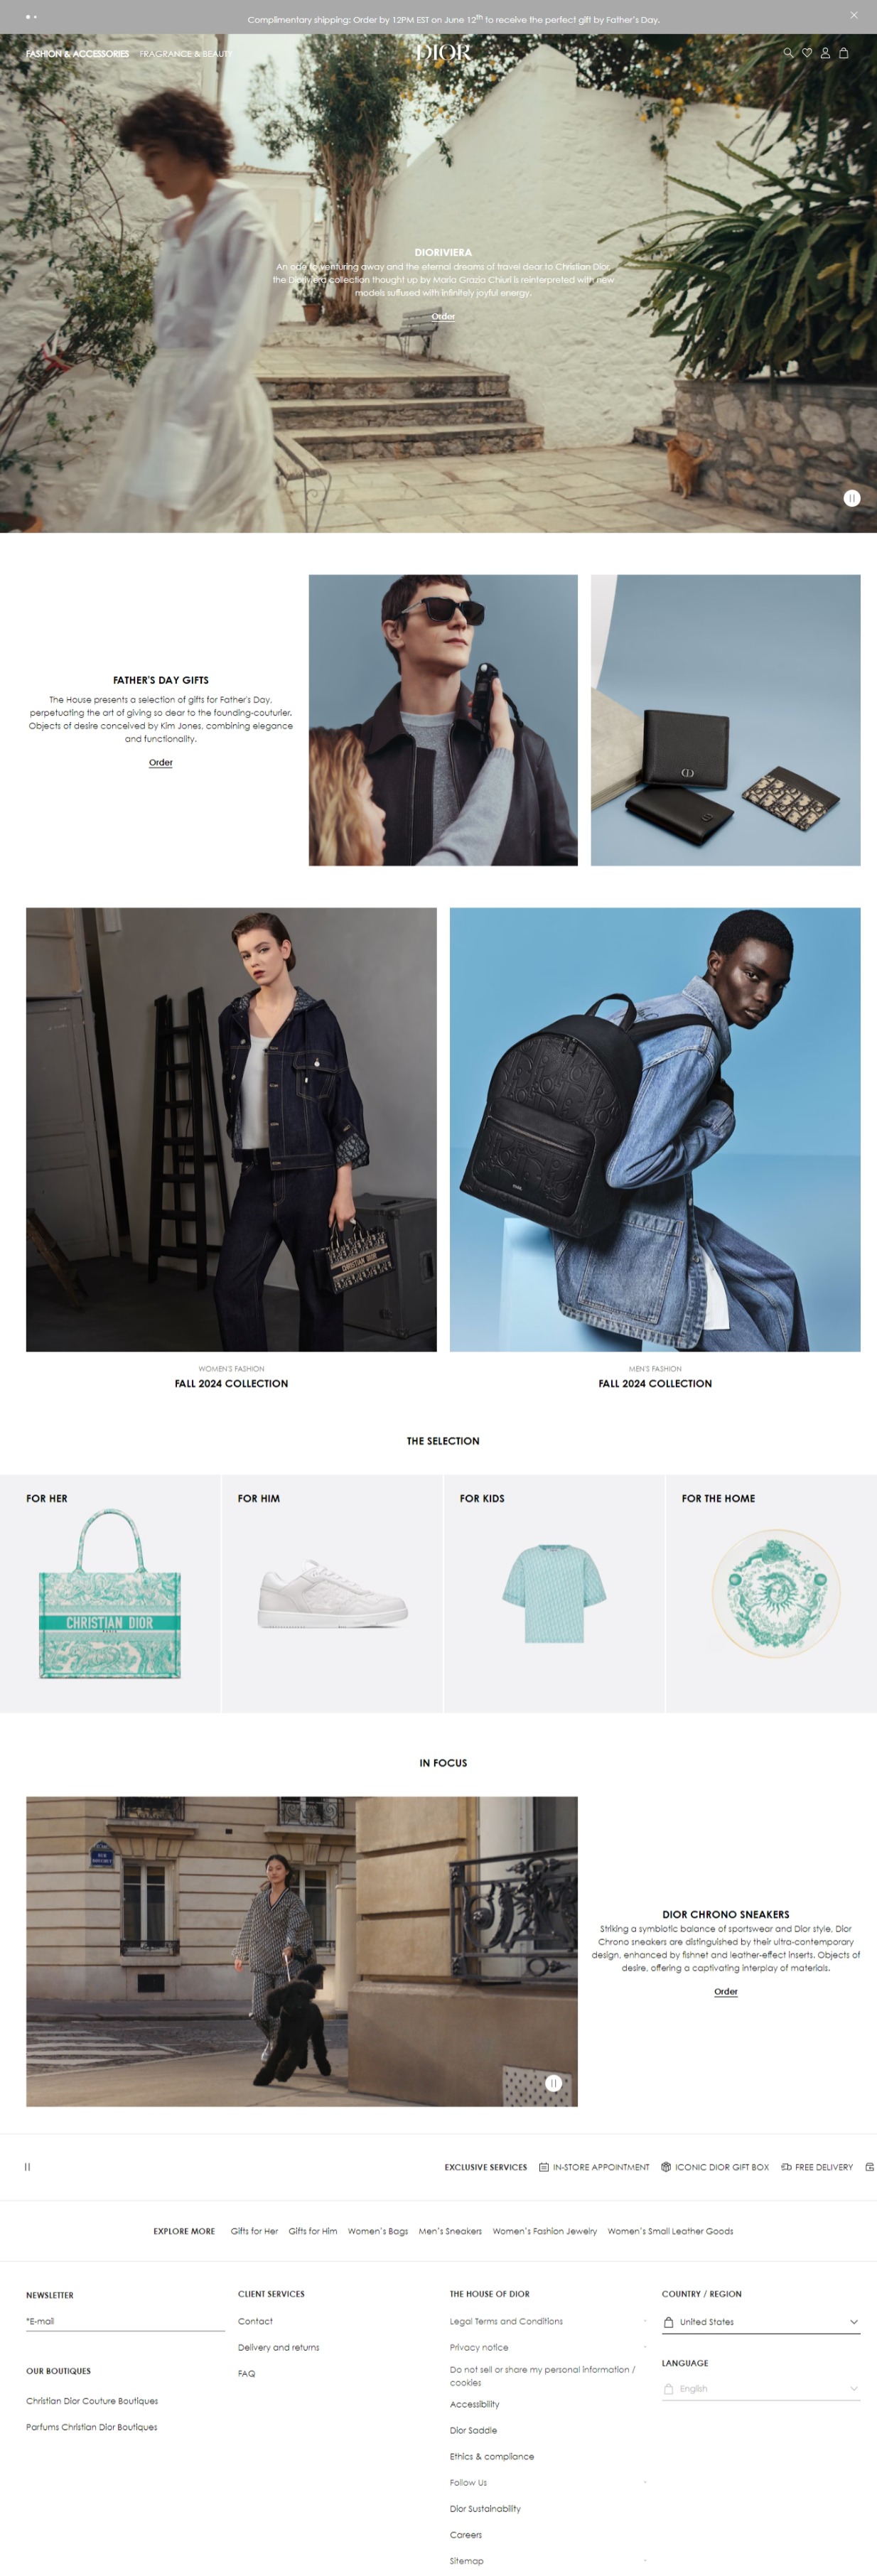 Complimentary shipping: Order by 12PM EST on June 12th to receive the perfect gift by Father's Day.
FASHION & ACCESSORIES FRAGRANCE & BEAUTY
DIOR
DIORIVIERA
An ode to venturing away and the eternal dreams of travel dear to Christian Dior,
the Dioriviera collection thought up by Maria Grazia Chiuri is reinterpreted with new
models suffused with infinitely joyful energy.
Order
FATHER'S DAY GIFTS
The House presents a selection of gifts for Father's Day,
perpetuating the art of giving so dear to the founding-couturier.
Objects of desire conceived by Kim Jones, combining elegance
and functionality.
Order
CHRISTIAN DIOR
WOMEN'S FASHION
FALL 2024 COLLECTION
MEN'S FASHION
FALL 2024 COLLECTION
THE SELECTION
FOR HER
FOR HIM
FOR KIDS
FOR THE HOME
CHRISTIAN DIOR
IN FOCUS
DIOR CHRONO SNEAKERS
Striking a symbiotic balance of sportswear and Dior style, Dior
Chrono sneakers are distinguished by their ultra-contemporary
design, enhanced by fishnet and leather-effect inserts. Objects of
desire, offering a captivating interplay of materials.
Order
EXCLUSIVE SERVICES IN-STORE APPOINTMENT ICONIC DIOR GIFT BOX FREE DELIVERY
EXPLORE MORE Gifts for Her Gifts for Him Women's Bags Men's Sneakers Women's Fashion Jewelry Women's Small Leather Goods
NEWSLETTER
*E-mail
OUR BOUTIQUES
Christian Dior Couture Boutiques
Parfums Christian Dior Boutiques
CLIENT SERVICES
Contact
Delivery and returns
FAQ
THE HOUSE OF DIOR
Legal Terms and Conditions
Privacy notice
Do not sell or share my personal information /
cookies
Accessibility
Dior Saddle
Ethics & compliance
Follow Us
Dior Sustainability
Careers
Sitemap
COUNTRY / REGION
United States
LANGUAGE
English